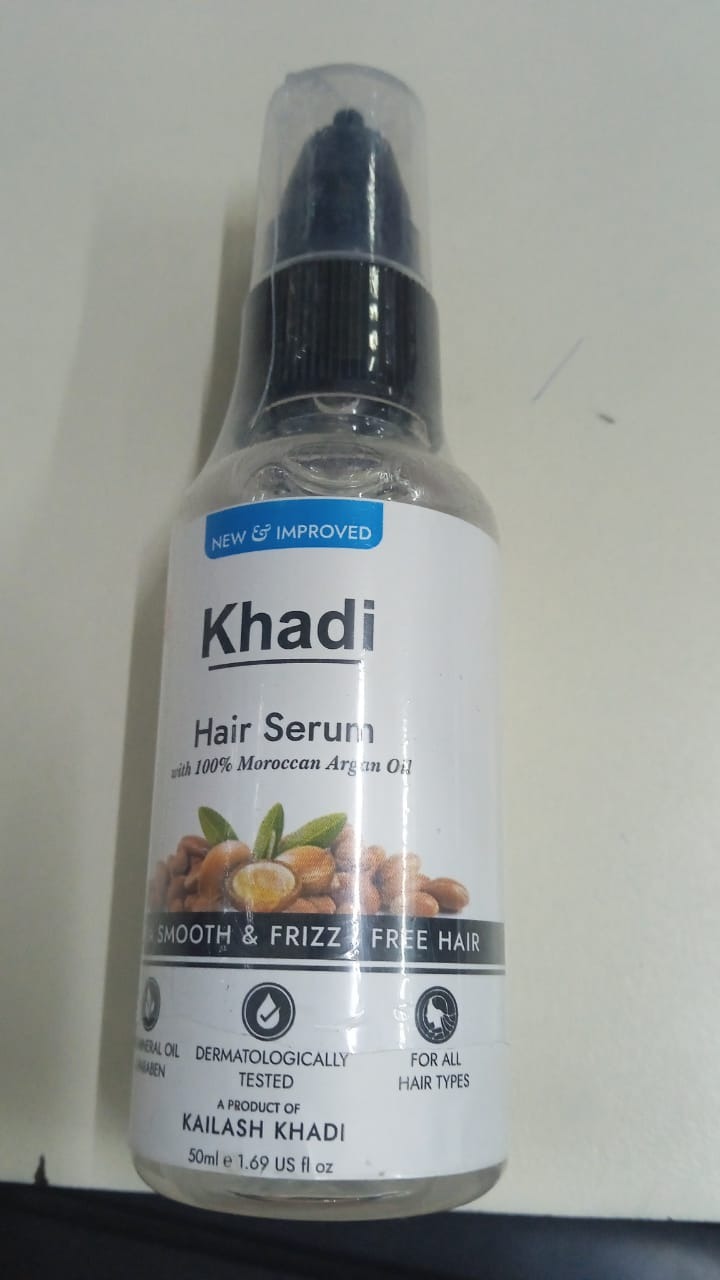 NEW & IMPROVED
Khadi
Hair Serum
with 100% Moroccan Argan Oil
SMOOTH & FRIZZ FREE HAIR
OIL
DERMATOLOGICALLY
TESTED
FOR ALL
HAIR TYPES
A PRODUCT OF
KAILASH KHADI
50ml e 1.69 US fl oz